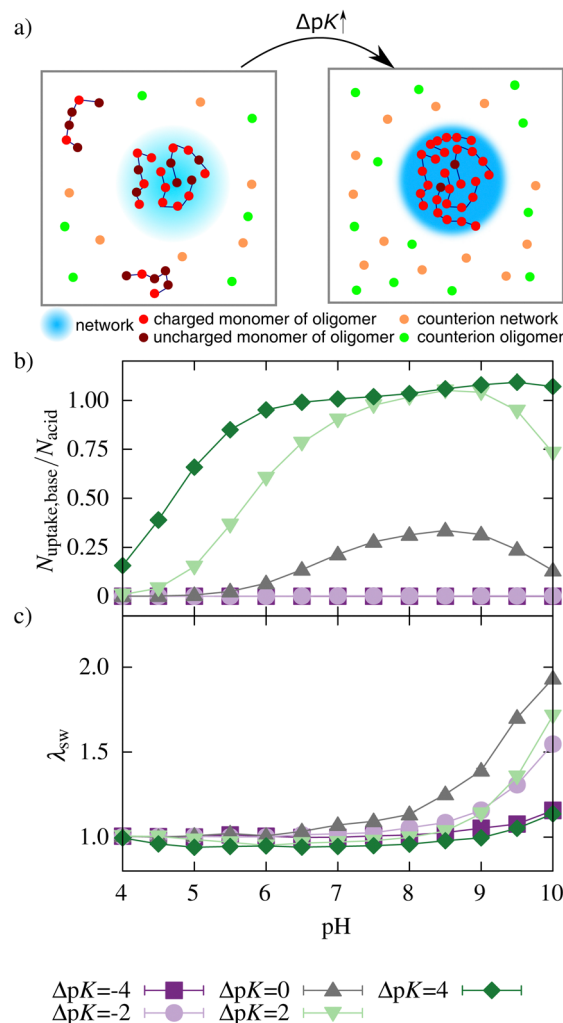 a)
ΔpK↑
network
charged monomer of oligomer
counterion network
uncharged monomer of oligomer
counterion oligomer
b)
N_uptake,base/N_acid
1.00
0.75
0.50
0.25
0
c)
λ_sw
2.0
1.5
1.0
4 5 6 7 8 9 10
pH
ΔpK=-4 ΔpK=0 ΔpK=4
ΔpK=-2 ΔpK=2